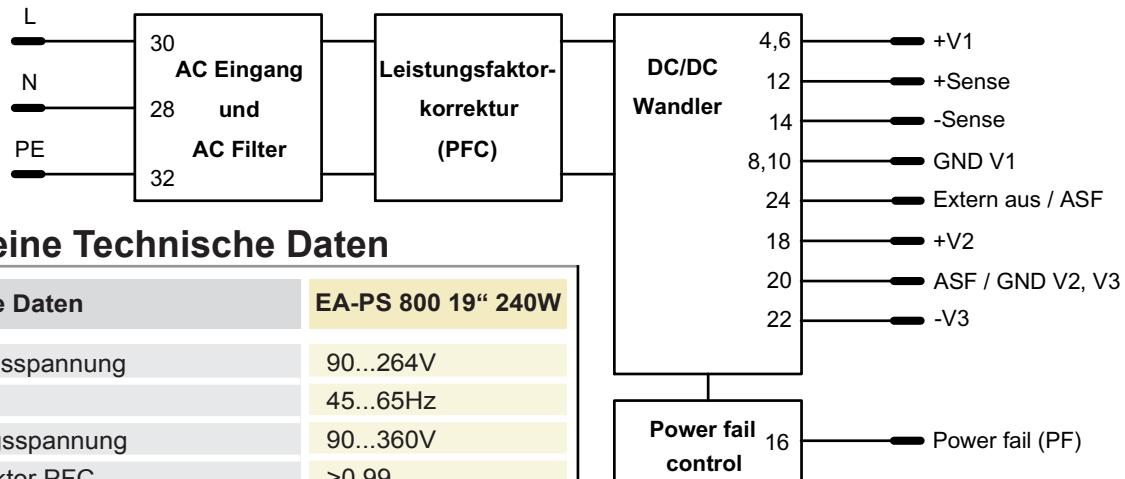 L
N
PE
30
28
32
AC Eingang
und
AC Filter
Leistungsfaktor-
korrektur
(PFC)
DC/DC
Wandler
4,6 +V1
12 +Sense
14 -Sense
8,10 GND V1
24 Extern aus / ASF
18 +V2
20 ASF / GND V2, V3
22 -V3
Power fail
control
16 Power fail (PF)
Technische Daten
Daten EA-PS 800 19“ 240W
90...264V
45...65Hz
90...360V
PFC >0,99